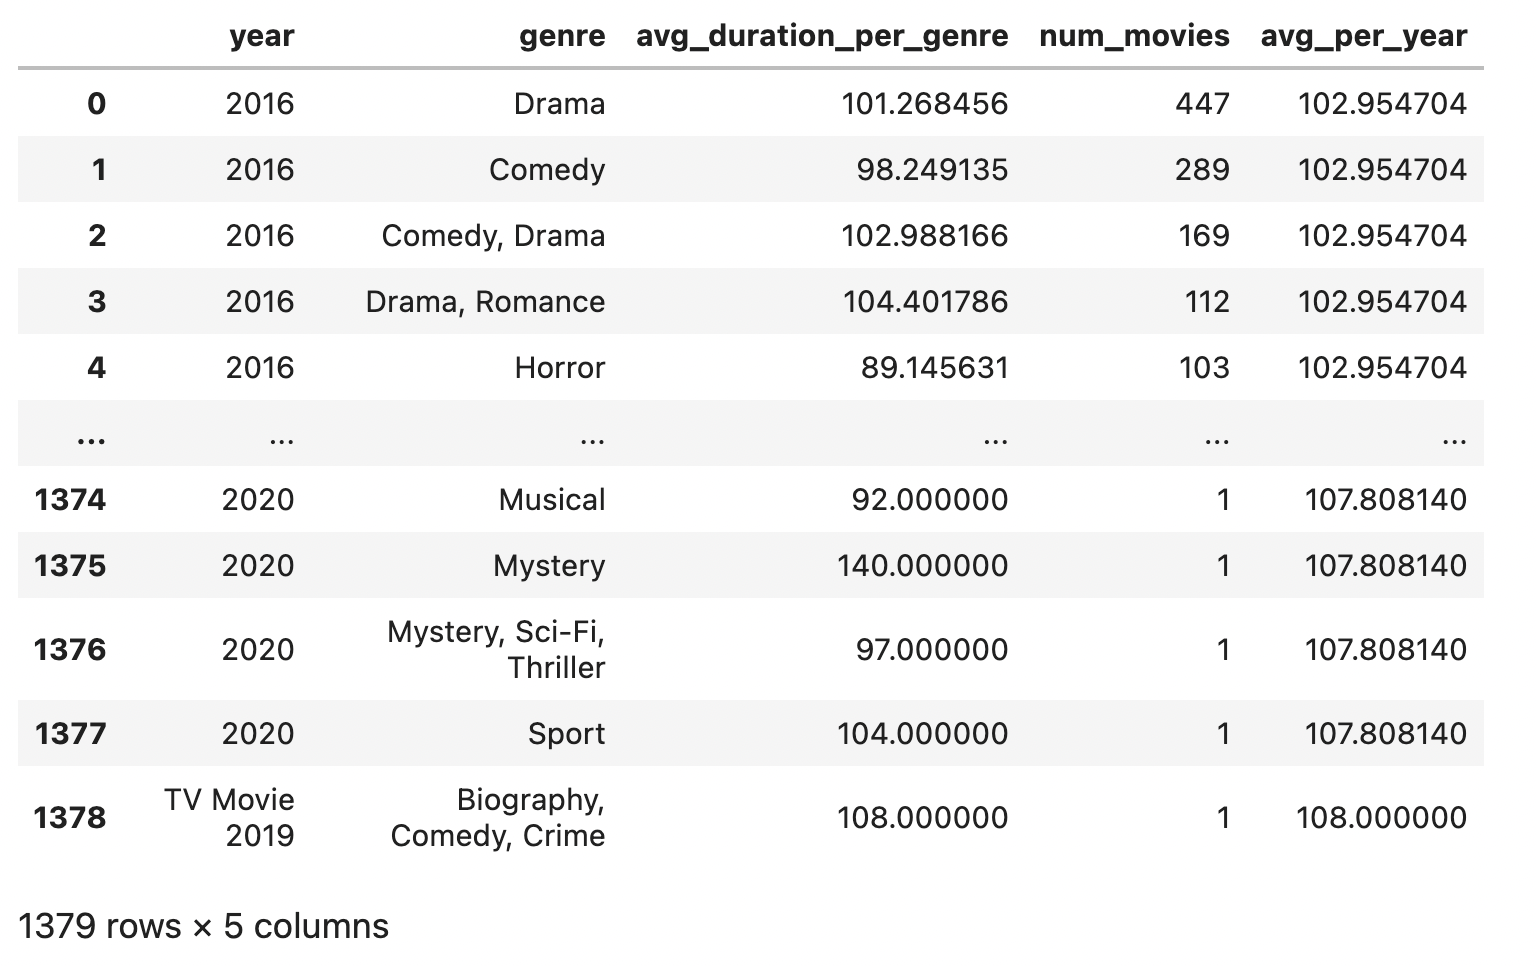 year genre avg_duration_per_genre num_movies avg_per_year
0 2016 Drama 101.268456 447 102.954704
1 2016 Comedy 98.249135 289 102.954704
2 2016 Comedy, Drama 102.988166 169 102.954704
3 2016 Drama, Romance 104.401786 112 102.954704
4 2016 Horror 89.145631 103 102.954704
... ... ... ... ... ...
1374 2020 Musical 92.000000 1 107.808140
1375 2020 Mystery 140.000000 1 107.808140
1376 2020 Mystery, Sci-Fi, 97.000000 1 107.808140
Thriller
1377 2020 Sport 104.000000 1 107.808140
1378 TV Movie Biography, 108.000000 1 108.000000
2019 Comedy, Crime
1379 rows × 5 columns